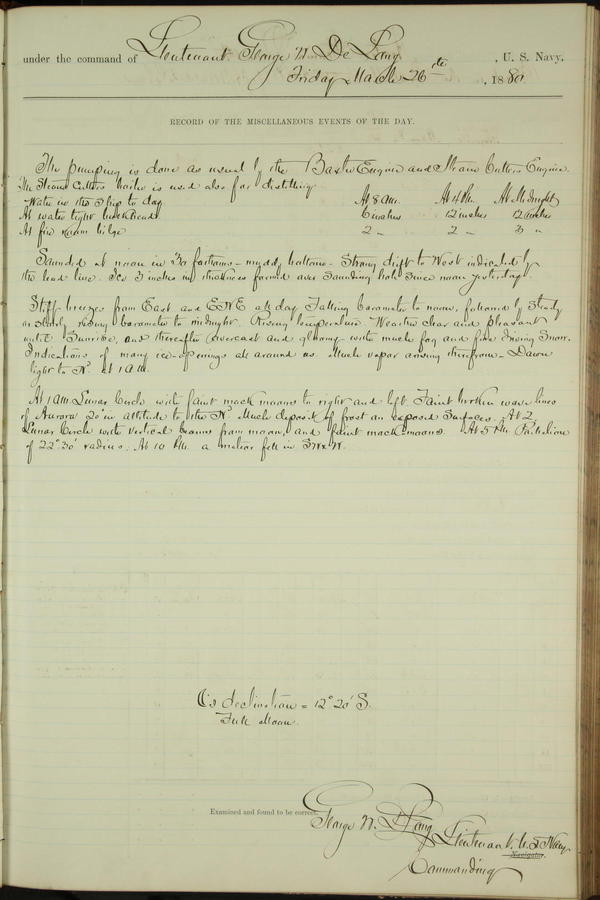 under the command of Lieutenant George W. De Long, U. S. Navy,
Friday March 26th, 1880
RECORD OF THE MISCELLANEOUS EVENTS OF THE DAY.
The pumping is done as usual by the Baxter Engine and Steam Cutters Engine.
The Steam Cutters boiler is used also for distilling.
Water in the Ship to day At 8 AM. At 4 PM. At Midnight
At water tight bulkhead 6 inches 12 inches 12 inches
At fire room bilge 2 " 2 " 3 "
Sounded at noon in 30 fathoms - muddy bottom - Strong drift to West indicated by
the lead line. Ice 3 inches in thickness formed over Sounding hole since noon yesterday.
Stiff breezes from East and ENE all day. Falling barometer to noon, followed by Steady
or slowly rising barometer to midnight. Rising temperature. Weather clear and pleasant
until Sunrise, and thereafter overcast and gloomy with much fog and fine driving Snow.
Indications of many ice-openings all around us. Much vapor arising therefrom - Dawn
light to N. at 1 A.M.
At 1 AM Lunar Circle with faint mock moons to right and left. Faint broken wave lines
of Aurora 20° in altitude to the Nd. Much deposit of frost on exposed Surfaces. At 2,
Lunar Circle with vertical beams from moon, and faint mock-moons. At 5 PM. Parhelion
of 22° 30' radius. At 10 PM. a meteor fell in SWxW.
☾'s declination = 12° 20' S.
Full Moon.
Examined and found to be correct.
George W. De Long
Lieutenant U. S. Navy
Navigator.
Commanding